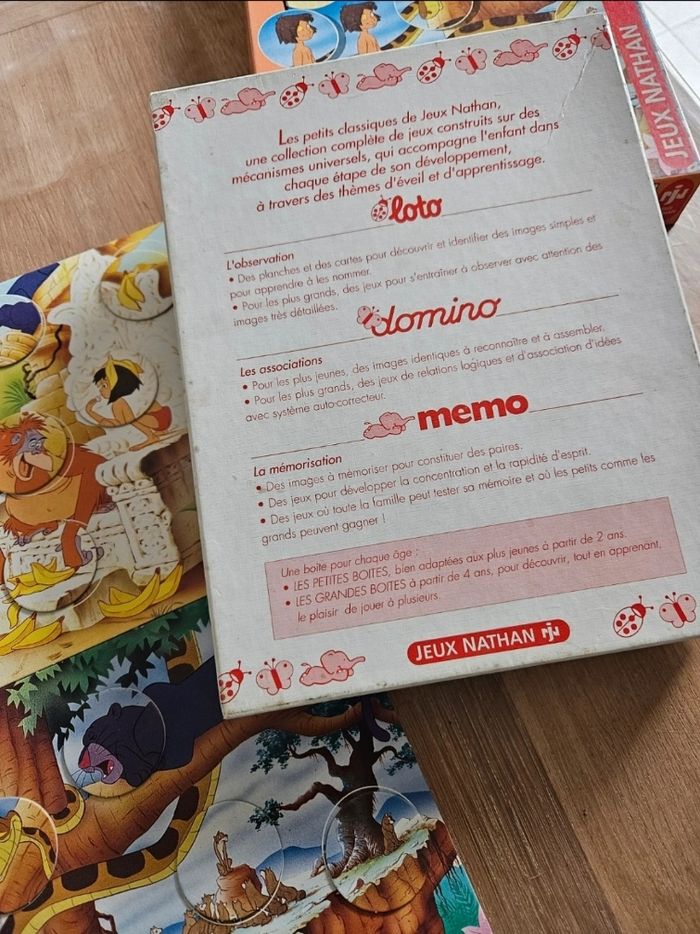 JEUX NATHAN
Les petits classiques de Jeux Nathan,
une collection complète de jeux construits sur des
mécanismes universels, qui accompagne l'enfant dans
chaque étape de son développement,
à travers des thèmes d'éveil et d'apprentissage.
loto
L'observation
• Des planches et des cartes pour découvrir et identifier des images simples et
pour apprendre à les nommer.
• Pour les plus grands, des jeux pour s'entraîner à observer avec attention des
images très détaillées.
domino
Les associations
• Pour les plus jeunes, des images identiques à reconnaître et à assembler.
• Pour les plus grands, des jeux de relations logiques et d'association d'idées
avec système auto-correcteur.
memo
La mémorisation
• Des images à mémoriser pour constituer des paires.
• Des jeux pour développer la concentration et la rapidité d'esprit.
• Des jeux où toute la famille peut tester sa mémoire et où les petits comme les
grands peuvent gagner !
Une boîte pour chaque âge :
• LES PETITES BOITES, bien adaptées aux plus jeunes à partir de 2 ans.
• LES GRANDES BOITES à partir de 4 ans, pour découvrir, tout en apprenant,
le plaisir de jouer à plusieurs.
JEUX NATHAN